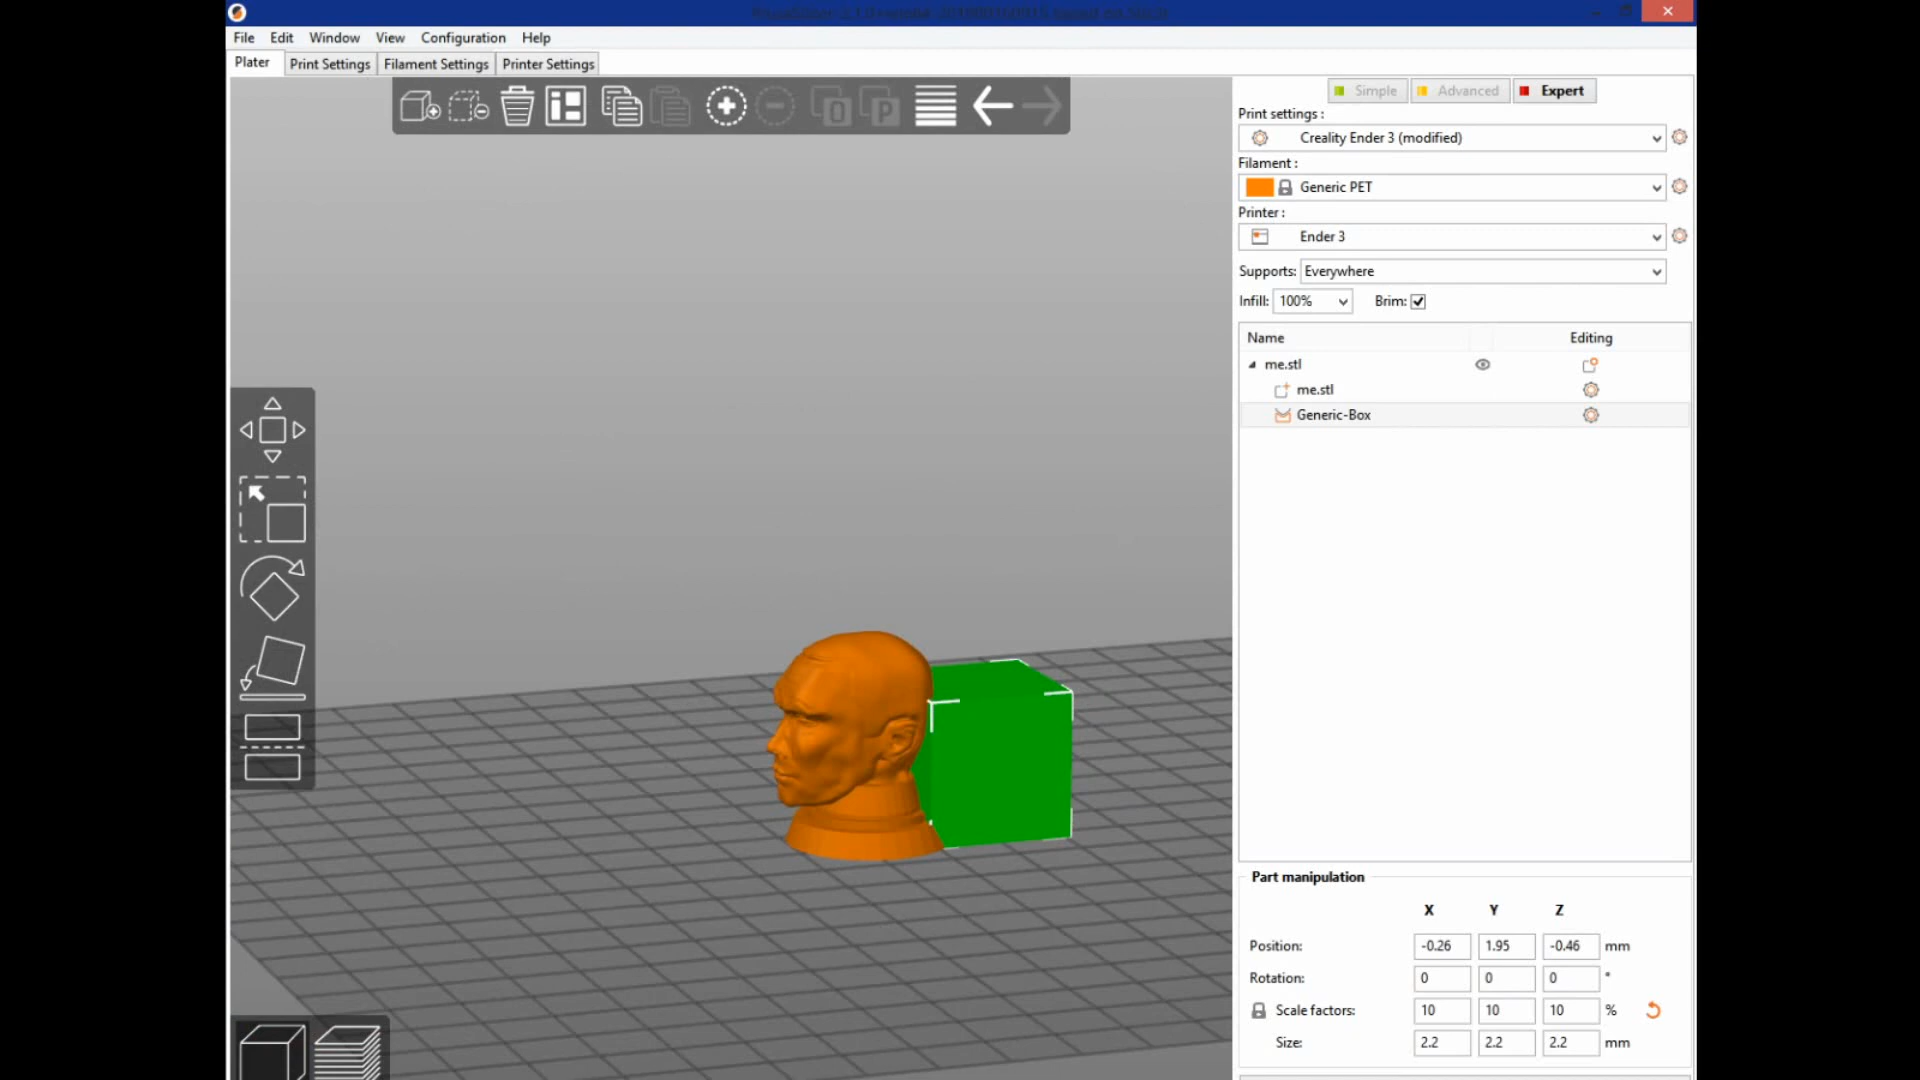 File Edit Window View Configuration Help
Plater Print Settings Filament Settings Printer Settings
Simple Advanced Expert
Print settings :
Creality Ender 3 (modified)
Filament :
Generic PET
Printer :
Ender 3
Supports: Everywhere
Infill: 100% Brim:
Name Editing
me.stl
me.stl
Generic-Box
Part manipulation
X Y Z
Position: -0.26 1.95 -0.46 mm
Rotation: 0 0 0 °
Scale factors: 10 10 10 %
Size: 2.2 2.2 2.2 mm